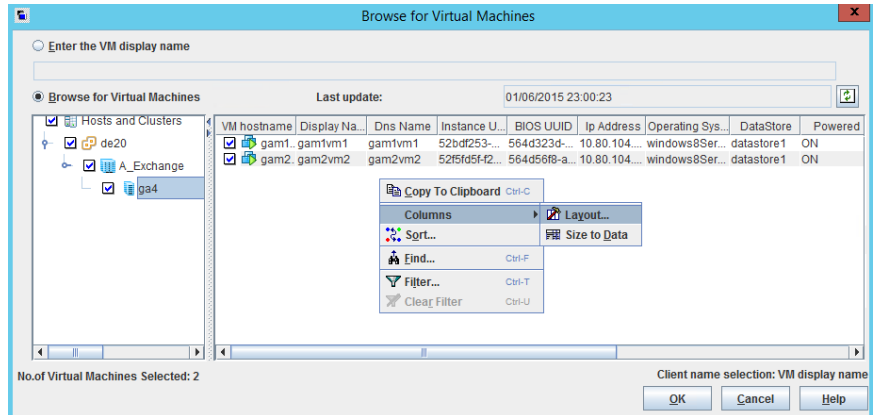 Browse for Virtual Machines
x
Enter the VM display name
Browse for Virtual Machines Last update: 01/06/2015 23:00:23
Hosts and Clusters
de20
A_Exchange
ga4
VM hostname Display Na... Dns Name Instance U... BIOS UUID Ip Address Operating Sys... DataStore Powered
gam1.. gam1vm1 gam1vm1 52bdf253-... 564d323d-... 10.80.104.... windows8Ser... datastore1 ON
gam2. gam2vm2 gam2vm2 52f5fd5f-f2... 564d56f8-a... 10.80.104.... windows8Ser... datastore1 ON
Copy To Clipboard Ctrl-C
Columns
Layout...
Sort...
Size to Data
Find... Ctrl-F
Filter... Ctrl-T
Clear Filter Ctrl-U
No.of Virtual Machines Selected: 2
Client name selection: VM display name
OK Cancel Help